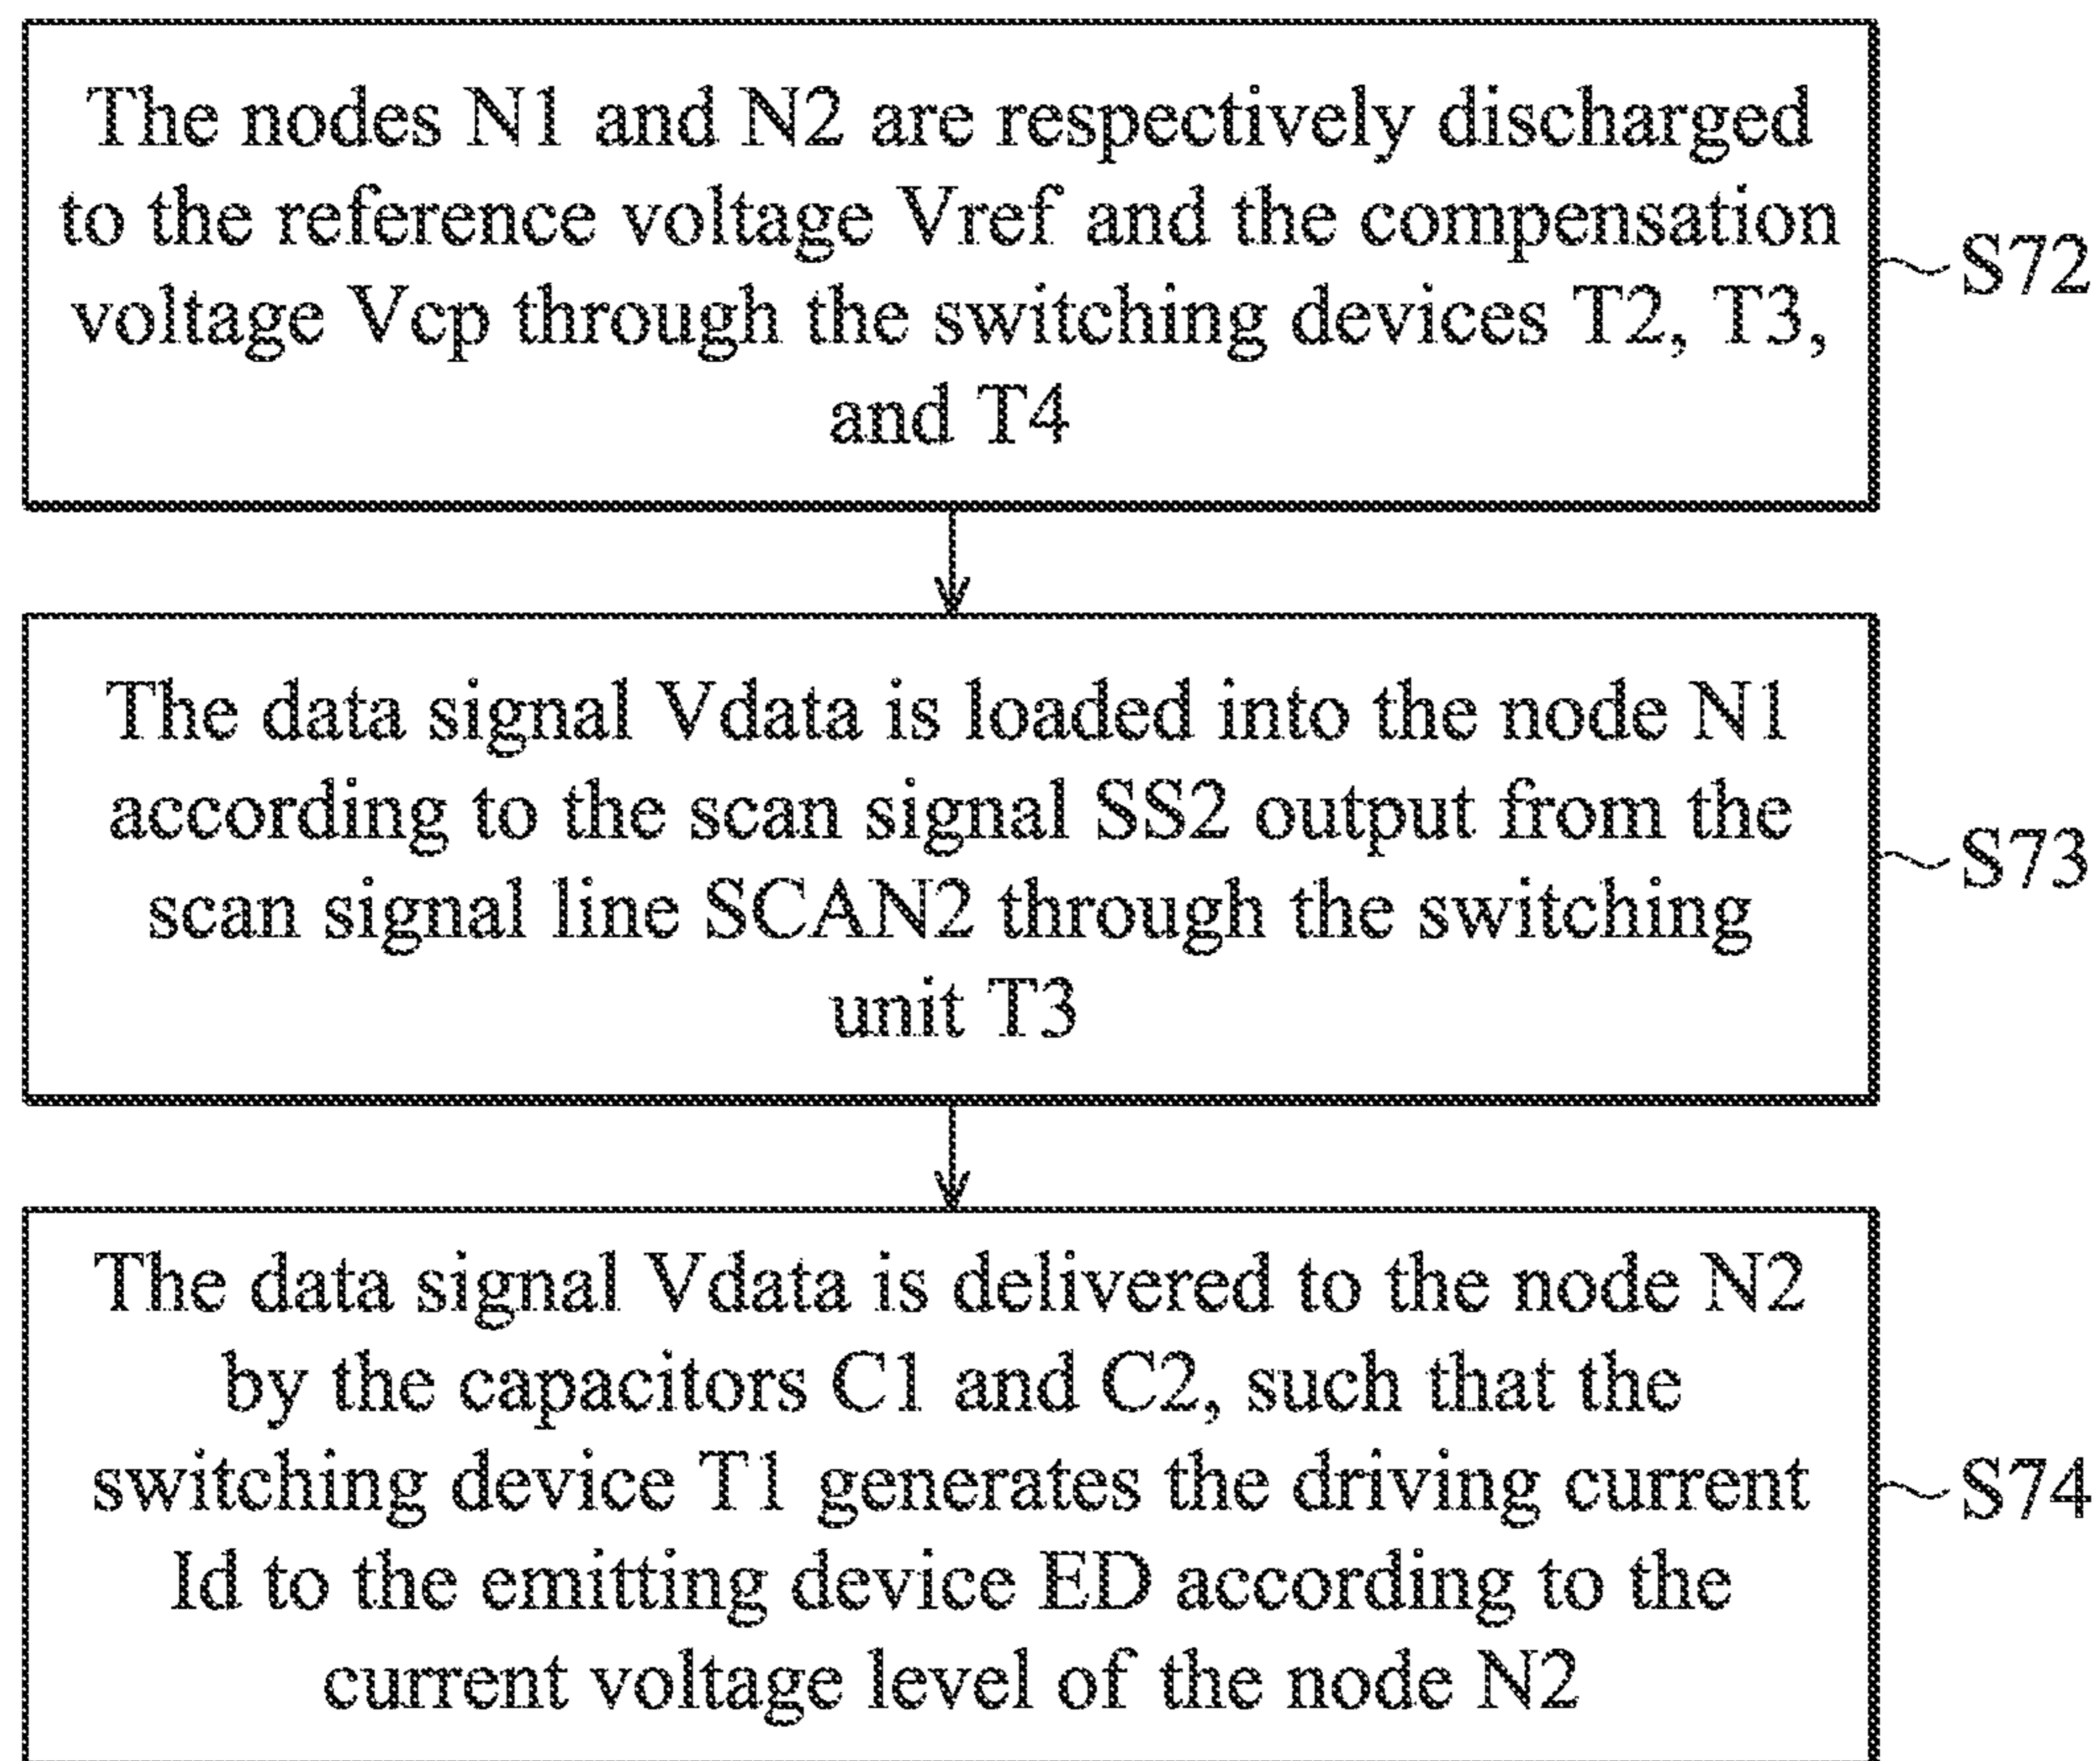 The nodes N1 and N2 are respectively discharged
to the reference voltage Vref and the compensation
voltage Vcp through the switching devices T2, T3,
and T4
S72
The data signal Vdata is loaded into the node N1
according to the scan signal SS2 output from the
scan signal line SCAN2 through the switching
unit T3
S73
The data signal Vdata is delivered to the node N2
by the capacitors C1 and C2, such that the
switching device T1 generates the driving current
Id to the emitting device ED according to the
current voltage level of the node N2
S74